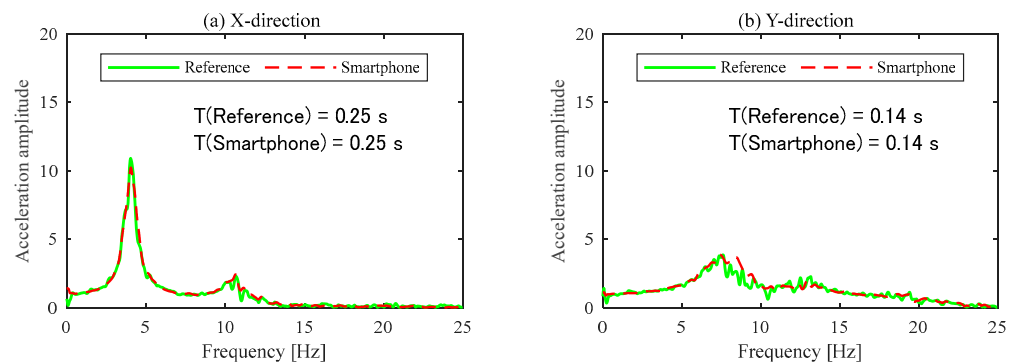 (a) X-direction
20
15
10
5
0
Acceleration amplitude
Reference
Smartphone
T(Reference) = 0.25 s
T(Smartphone) = 0.25 s
0 5 10 15 20 25
Frequency [Hz]
(b) Y-direction
20
15
10
5
0
Acceleration amplitude
Reference
Smartphone
T(Reference) = 0.14 s
T(Smartphone) = 0.14 s
0 5 10 15 20 25
Frequency [Hz]